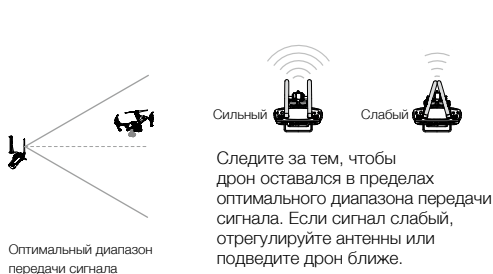 Сильный
Слабый
Следите за тем, чтобы
дрон оставался в пределах
оптимального диапазона передачи
сигнала. Если сигнал слабый,
отрегулируйте антенны или
подведите дрон ближе.
Оптимальный диапазон
передачи сигнала